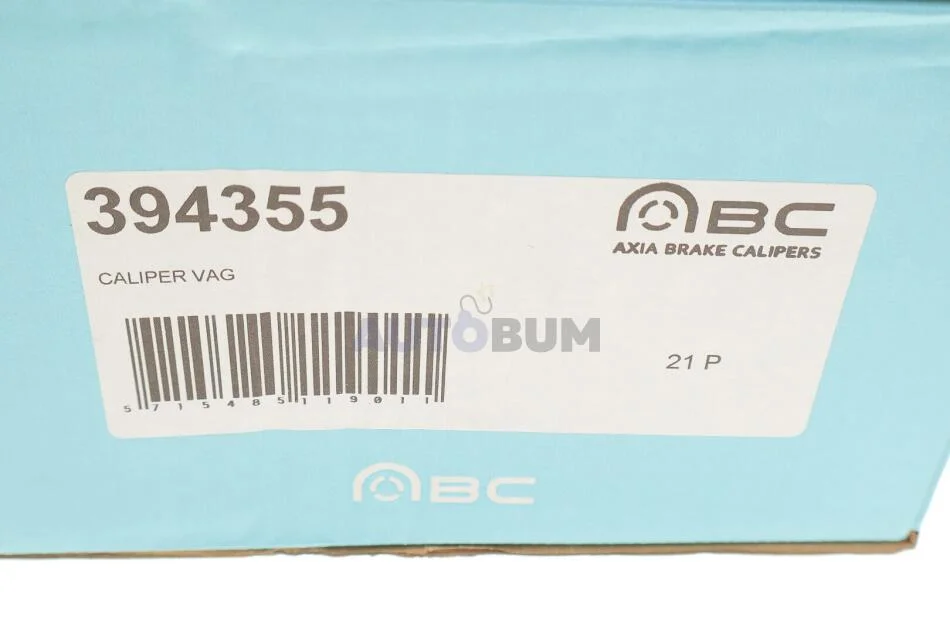 394355
ABC
AXIA BRAKE CALIPERS
CALIPER VAG
AUTOBUM
21 P
5715485119011
ABC